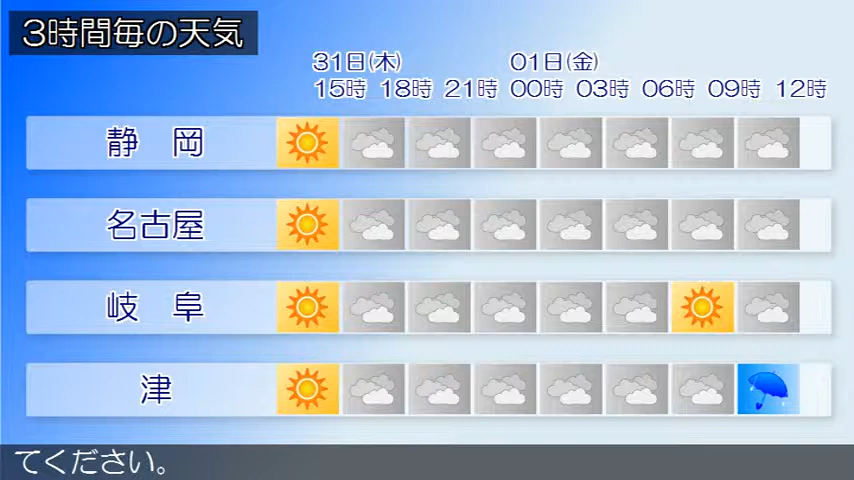 3時間毎の天気
31日(木) 01日(金)
15時 18時 21時 00時 03時 06時 09時 12時
静 岡
名古屋
岐 阜
津
てください。